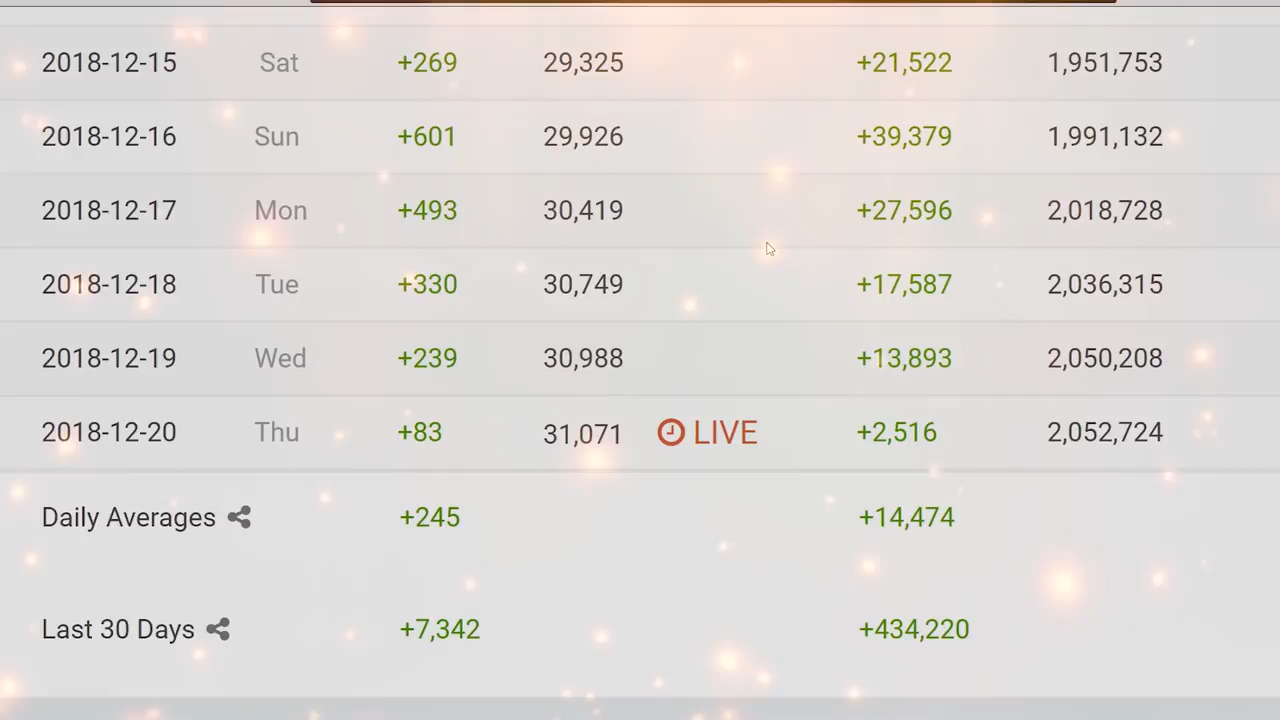 2018-12-15 Sat +269 29,325 +21,522 1,951,753
2018-12-16 Sun +601 29,926 +39,379 1,991,132
2018-12-17 Mon +493 30,419 +27,596 2,018,728
2018-12-18 Tue +330 30,749 +17,587 2,036,315
2018-12-19 Wed +239 30,988 +13,893 2,050,208
2018-12-20 Thu +83 31,071 LIVE +2,516 2,052,724
Daily Averages +245 +14,474
Last 30 Days +7,342 +434,220